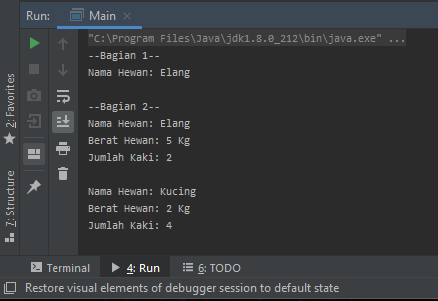 Run: Main
"C:\Program Files\Java\jdk1.8.0_212\bin\java.exe" ...
--Bagian 1--
Nama Hewan: Elang
--Bagian 2--
Nama Hewan: Elang
Berat Hewan: 5 Kg
Jumlah Kaki: 2
Nama Hewan: Kucing
Berat Hewan: 2 Kg
Jumlah Kaki: 4
2: Favorites
7: Structure
Terminal 4: Run 6: TODO
Restore visual elements of debugger session to default state